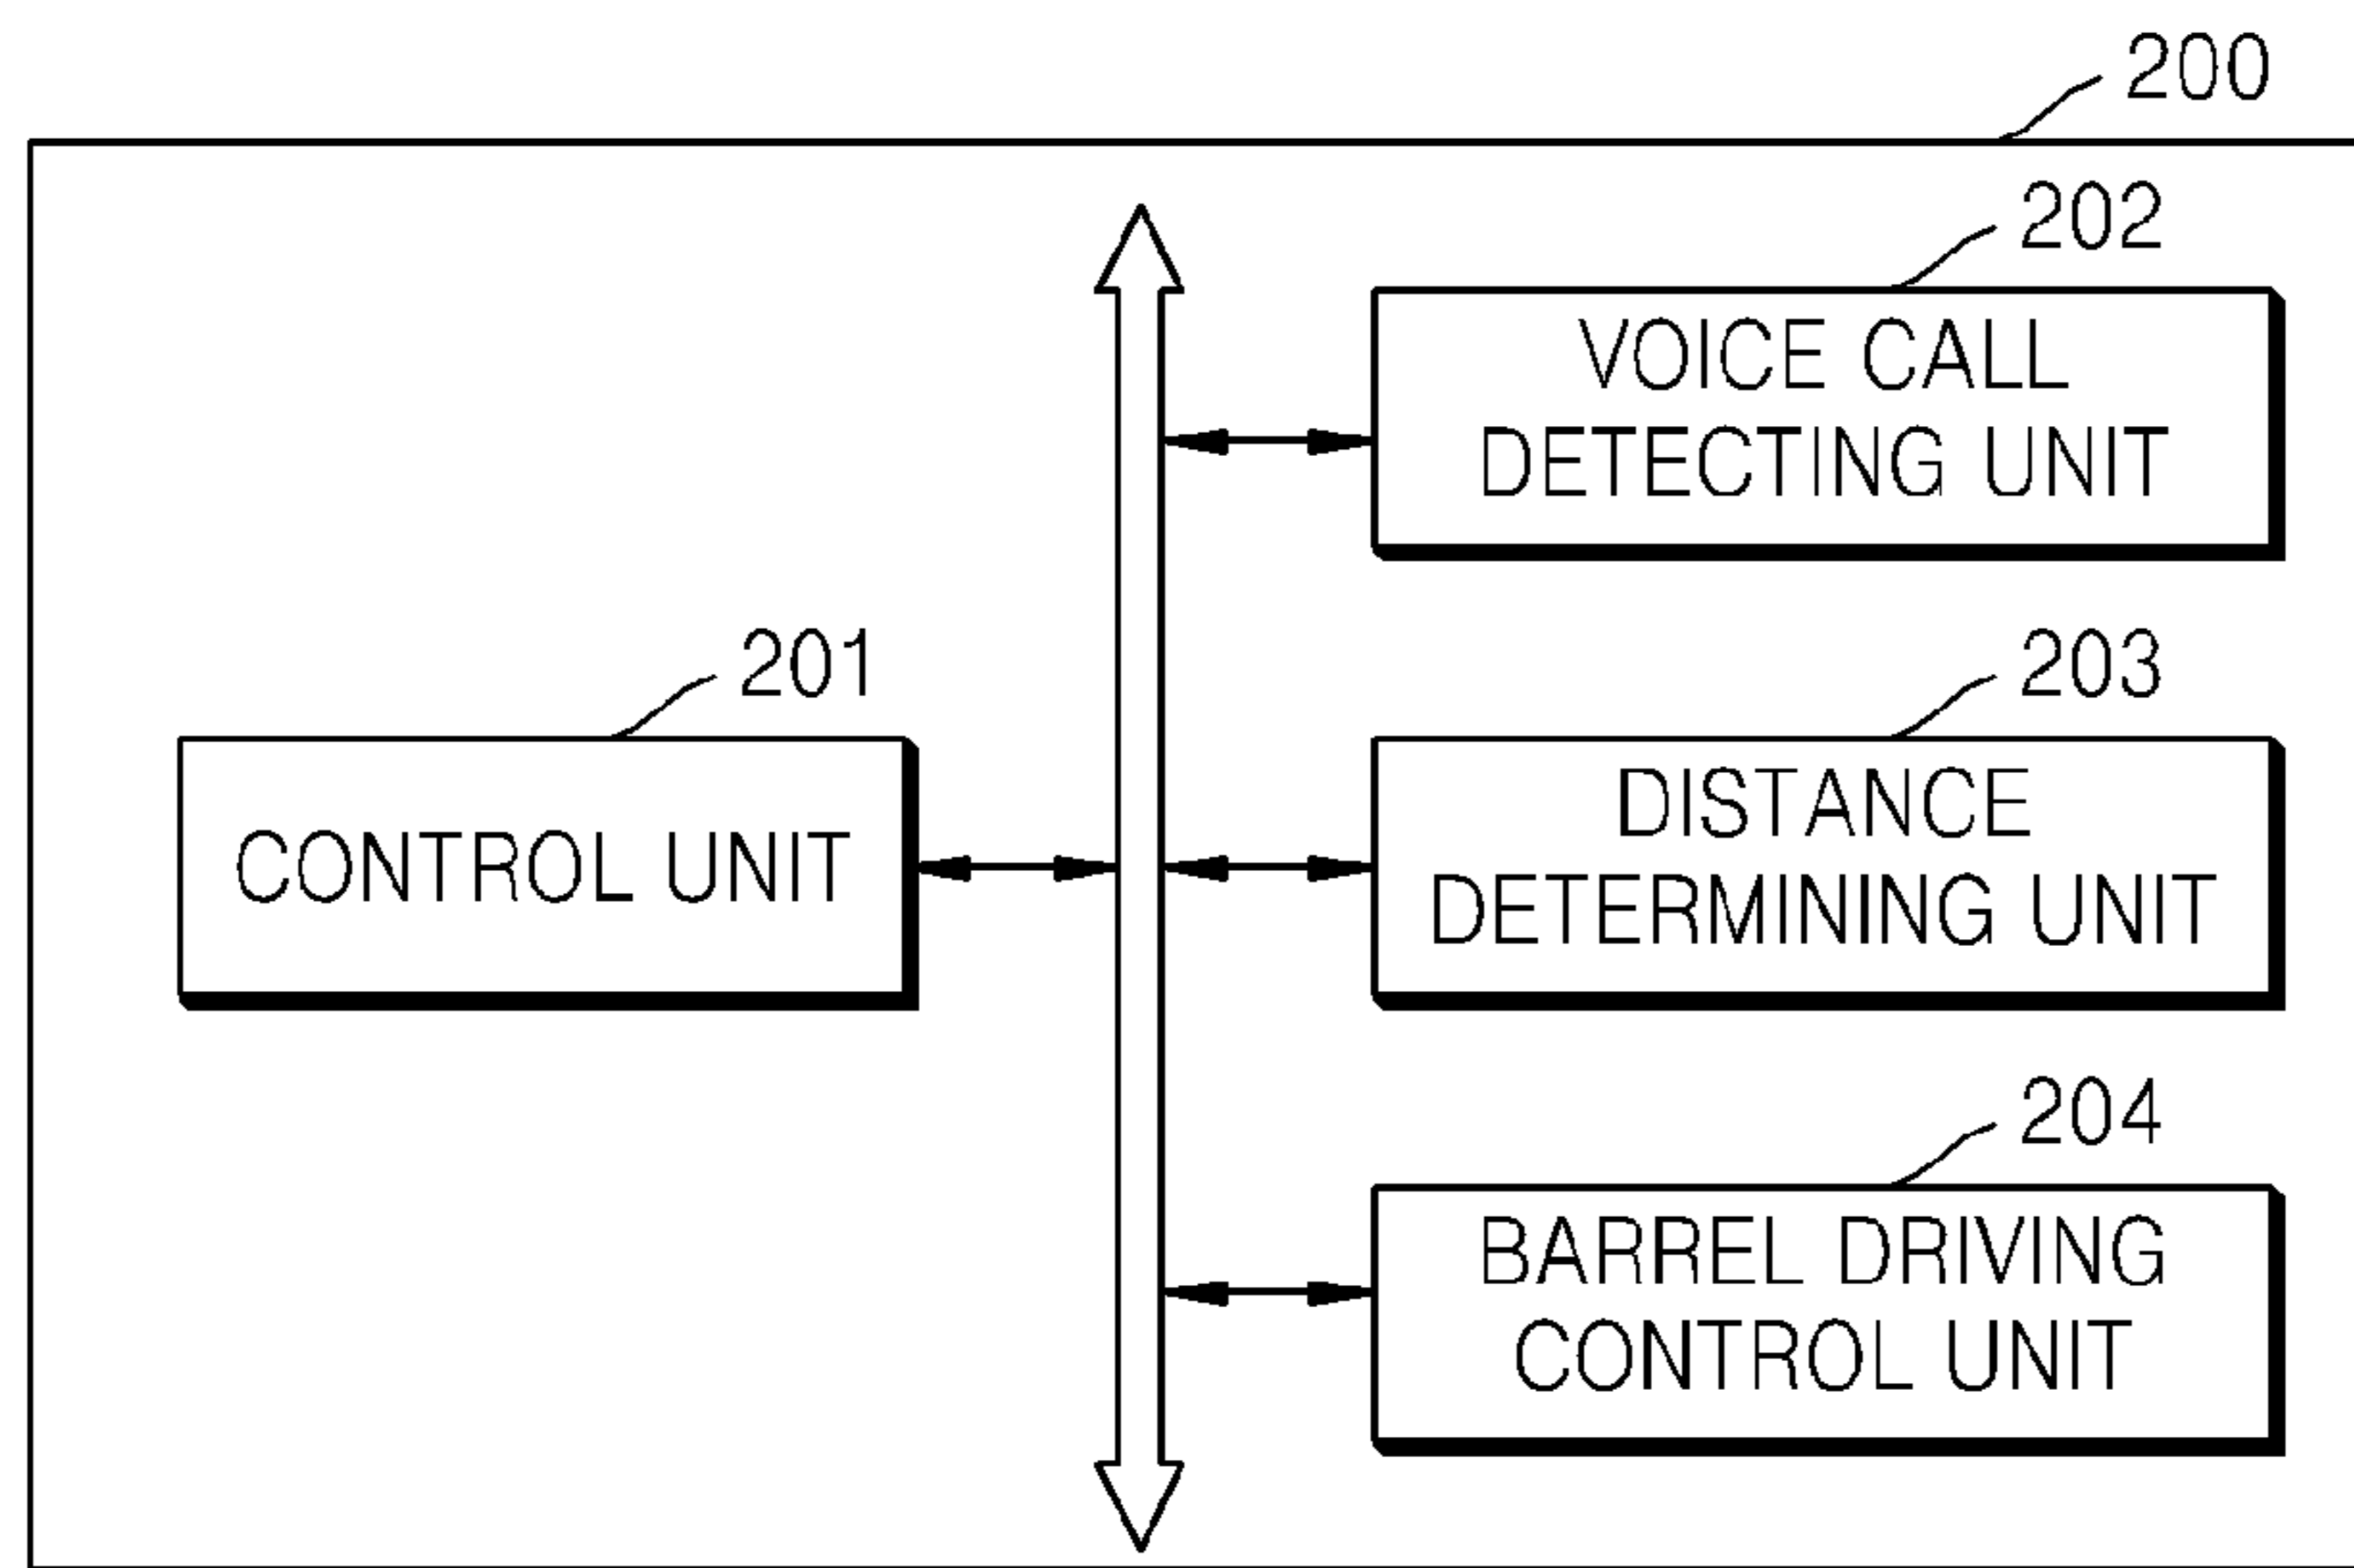 200
202
VOICE CALL
DETECTING UNIT
201
CONTROL UNIT
203
DISTANCE
DETERMINING UNIT
204
BARREL DRIVING
CONTROL UNIT